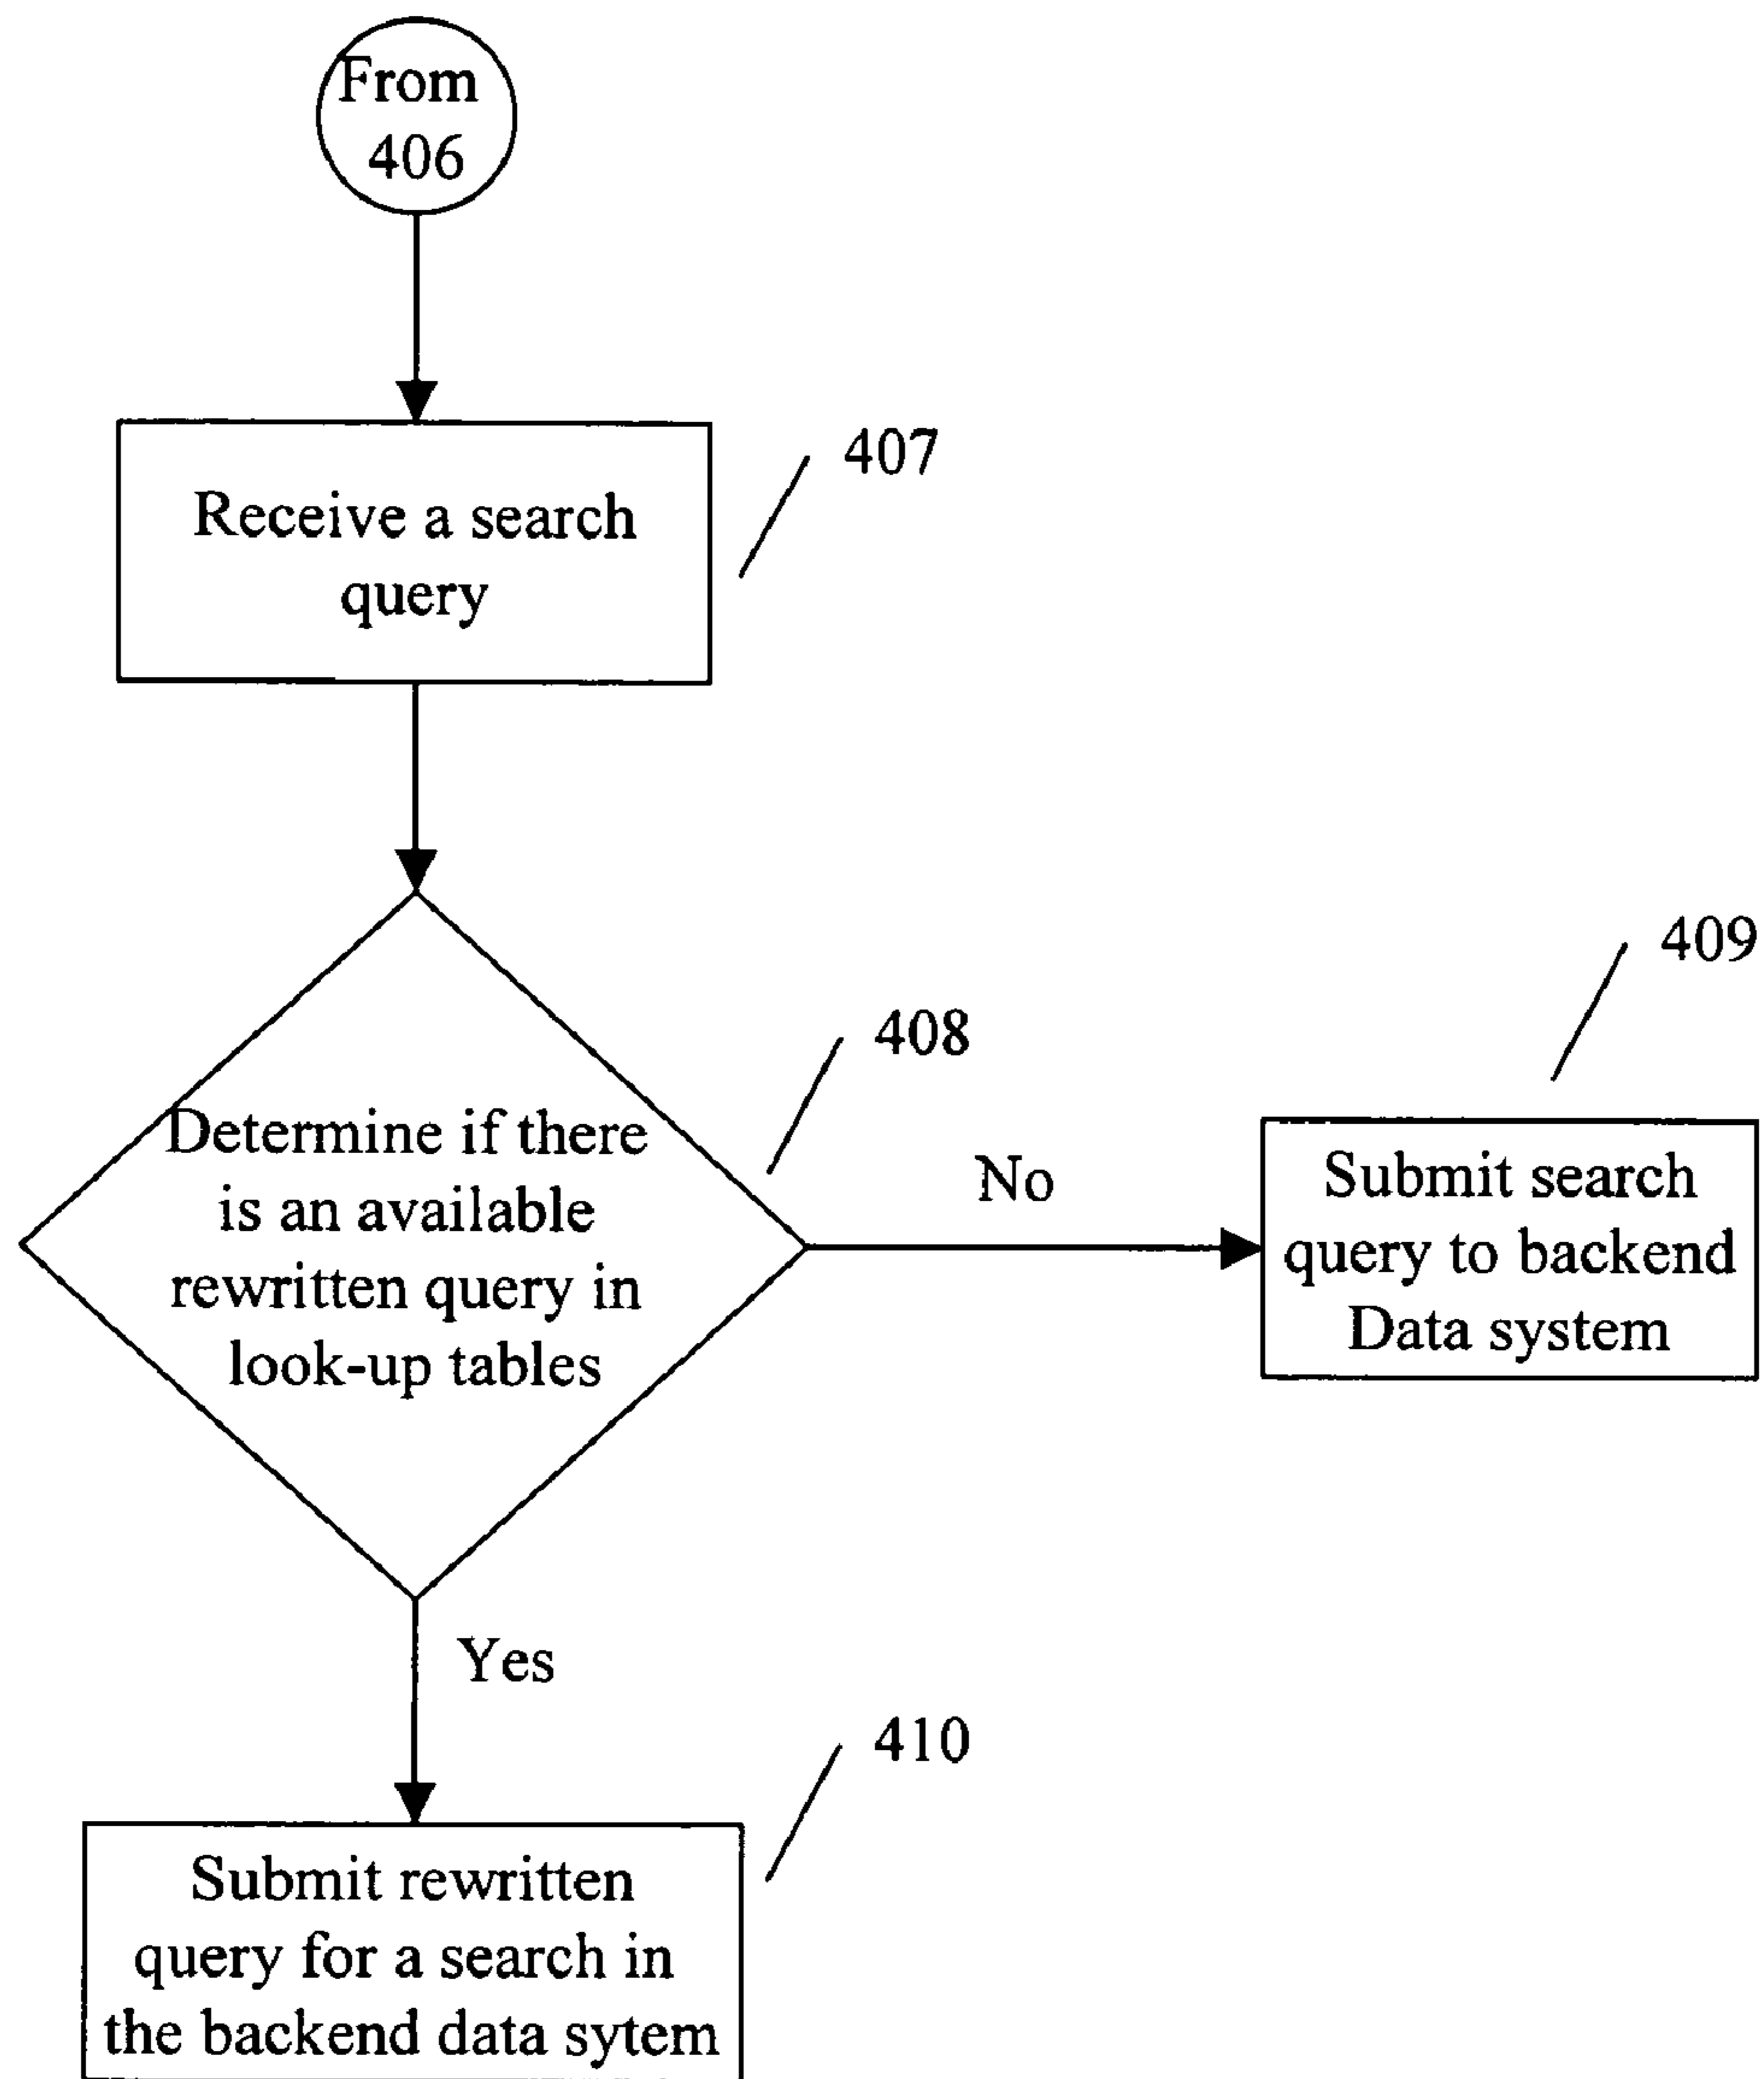 From
406
407
Receive a search
query
409
408
Determine if there
is an available
rewritten query in
look-up tables
No
Submit search
query to backend
Data system
Yes
410
Submit rewritten
query for a search in
the backend data sytem